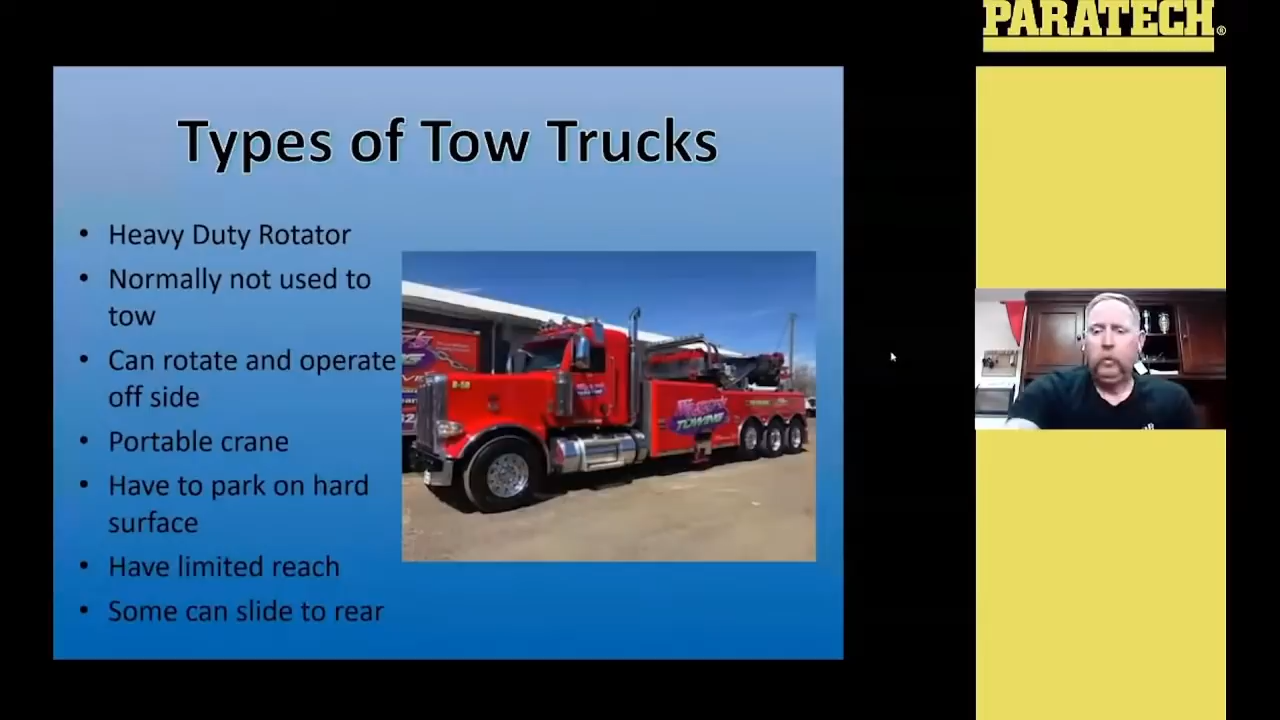 PARATECH®
Types of Tow Trucks
• Heavy Duty Rotator
• Normally not used to
tow
• Can rotate and operate
off side
• Portable crane
• Have to park on hard
surface
• Have limited reach
• Some can slide to rear
TOWING